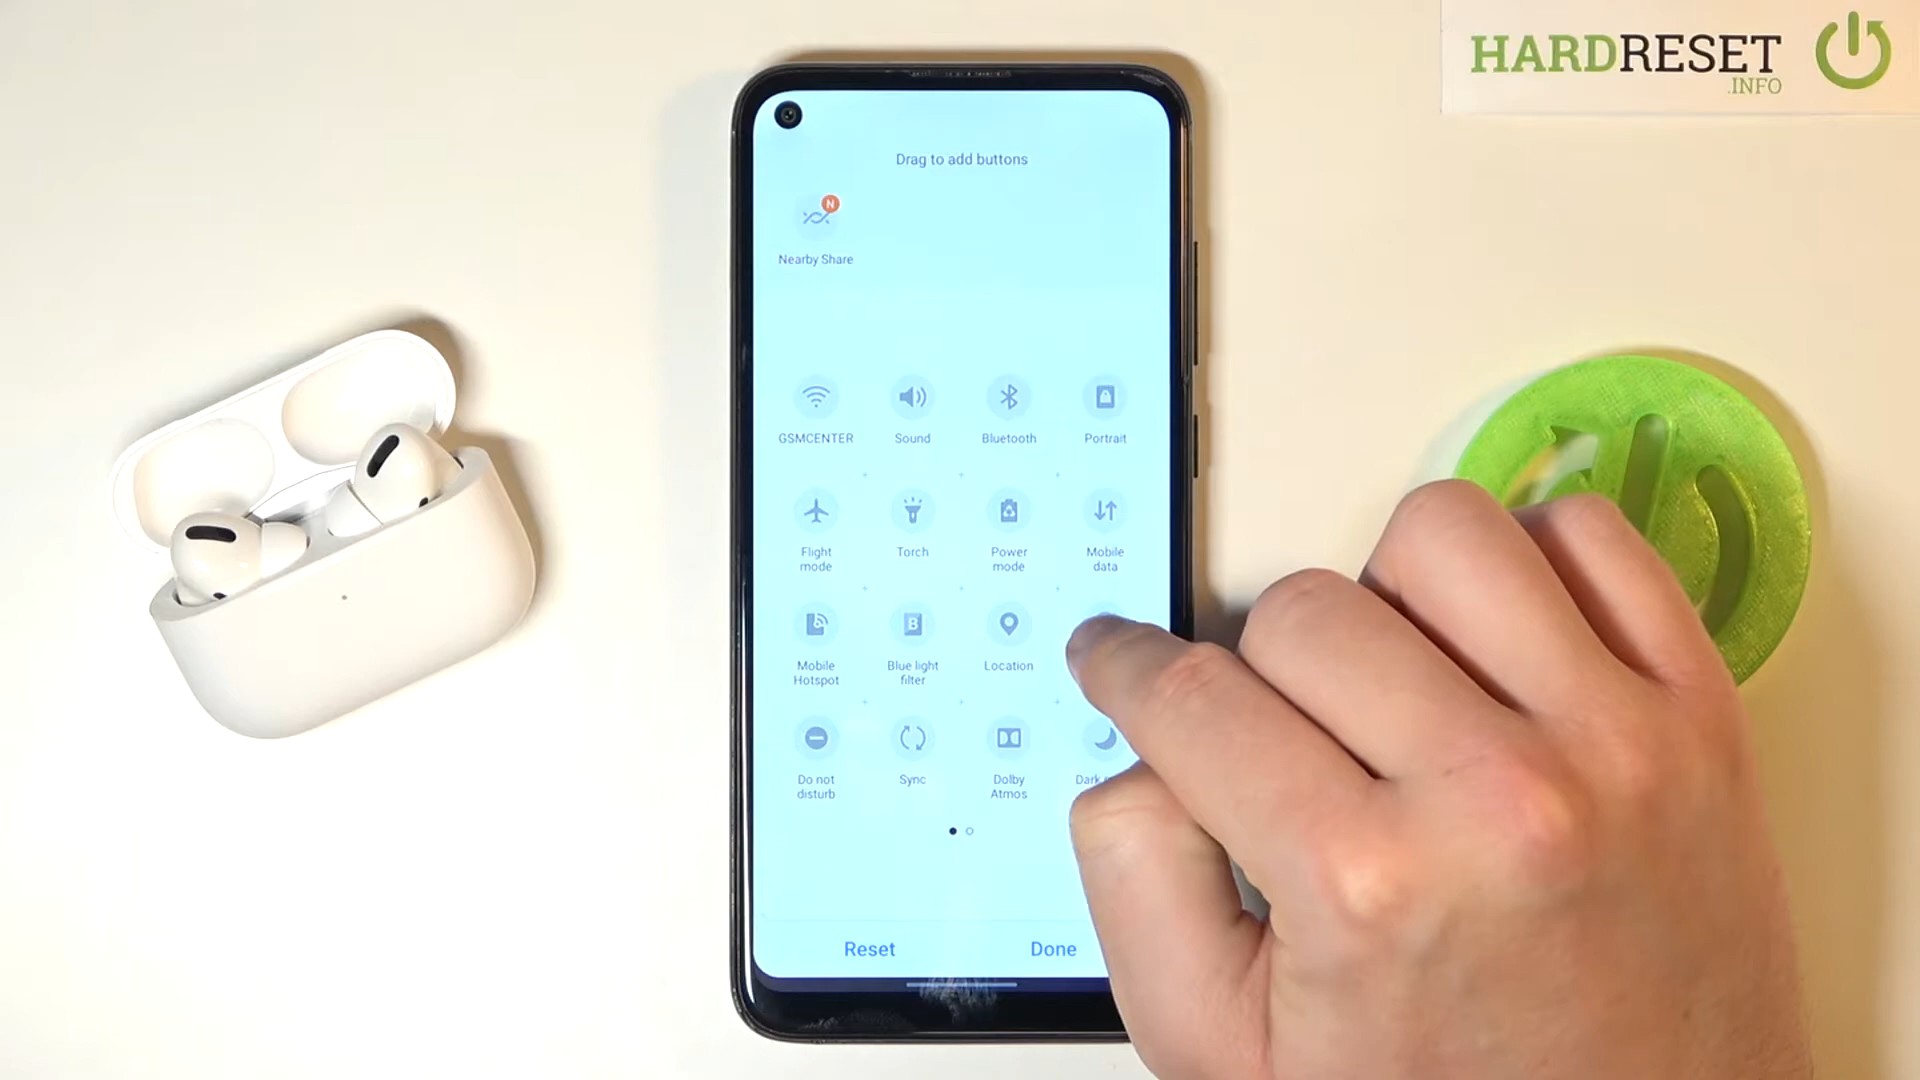 HARDRESET
.INFO
Drag to add buttons
N
Nearby Share
GSMCENTER Sound Bluetooth Portrait
Flight mode Torch Power mode Mobile data
B
Mobile Hotspot Blue light filter Location
Do not disturb Sync Dolby Atmos Dark
Reset Done